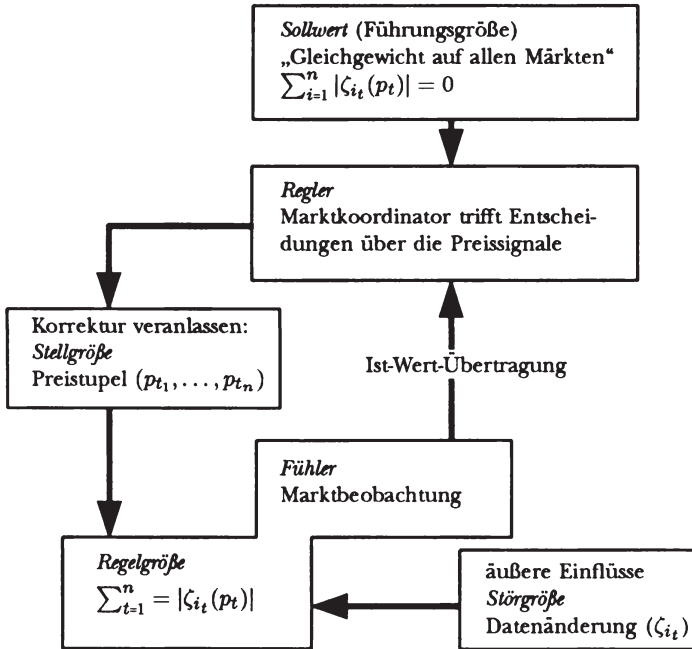 Sollwert (Führungsgröße)
„Gleichgewicht auf allen Märkten“
∑_{i=1}^{n} |ζ_{i_t}(p_t)| = 0
Regler
Marktkoordinator trifft Entschei-
dungen über die Preissignale
Korrektur veranlassen:
Stellgröße
Preistupel (p_{t_1}, . . . , p_{t_n})
Ist-Wert-Übertragung
Fühler
Marktbeobachtung
Regelgröße
∑_{t=1}^{n} = |ζ_{i_t}(p_t)|
äußere Einflüsse
Störgröße
Datenänderung (ζ_{i_t})